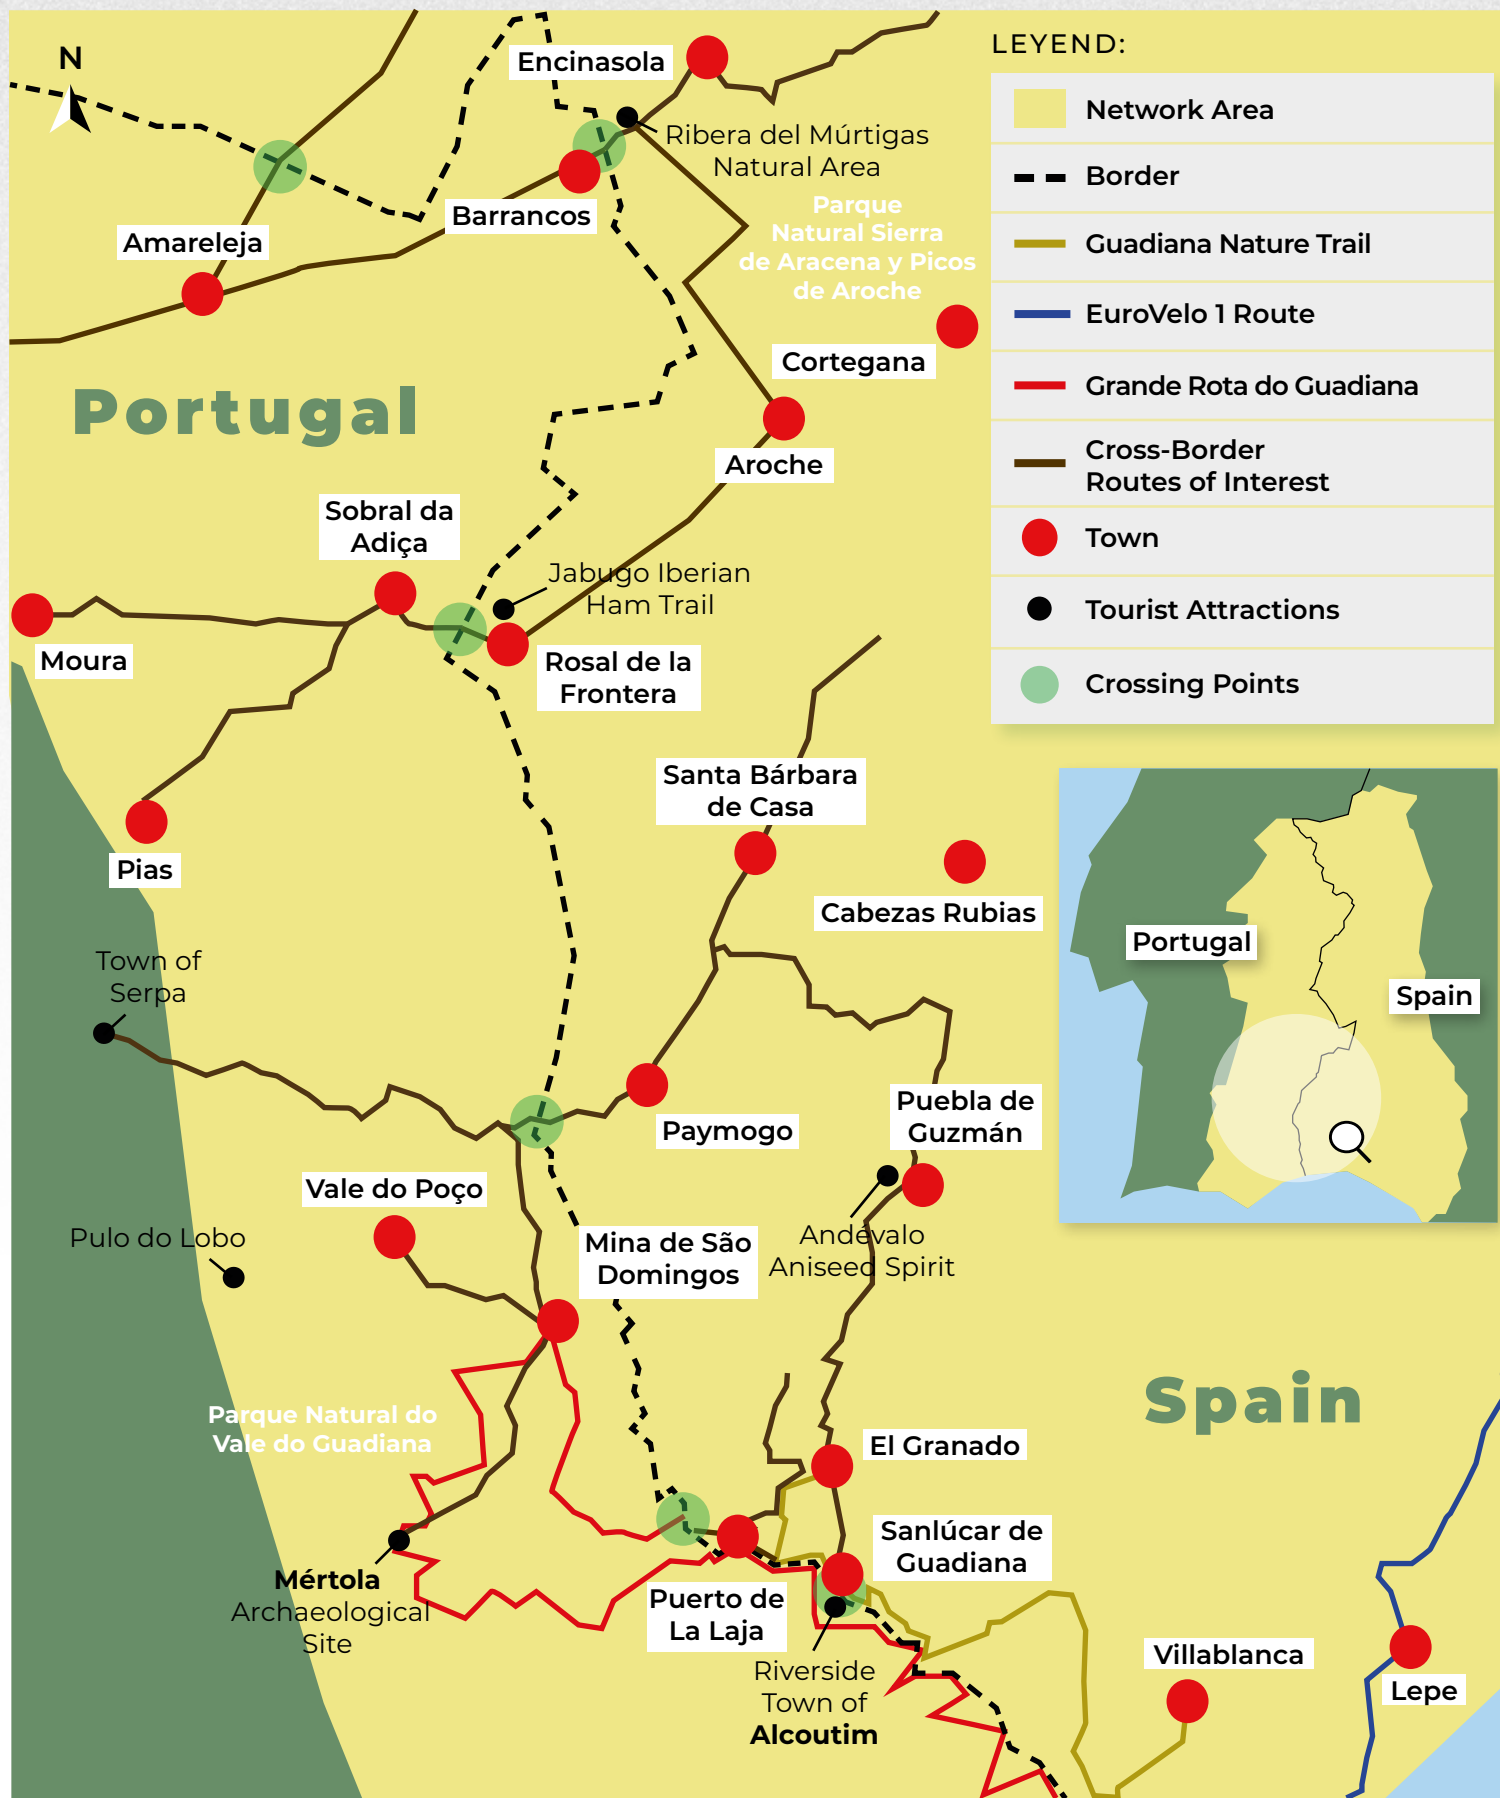 LEYEND:
Network Area
Border
Guadiana Nature Trail
EuroVelo 1 Route
Grande Rota do Guadiana
Cross-Border
Routes of Interest
Town
Tourist Attractions
Crossing Points
N
Encinasola
Ribera del Múrtigas
Natural Area
Barrancos
Parque
Natural Sierra
de Aracena y Picos
de Aroche
Amareleja
Cortegana
Portugal
Aroche
Sobral da
Adiça
Jabugo Iberian
Ham Trail
Moura
Rosal de la
Frontera
Santa Bárbara
de Casa
Pias
Cabezas Rubias
Portugal
Spain
Town of
Serpa
Paymogo
Puebla de
Guzmán
Vale do Poço
Pulo do Lobo
Mina de São
Domingos
Andévalo
Aniseed Spirit
Spain
Parque Natural do
Vale do Guadiana
El Granado
Sanlúcar de
Guadiana
Mértola
Archaeological
Site
Puerto de
La Laja
Riverside
Town of
Alcoutim
Villablanca
Lepe